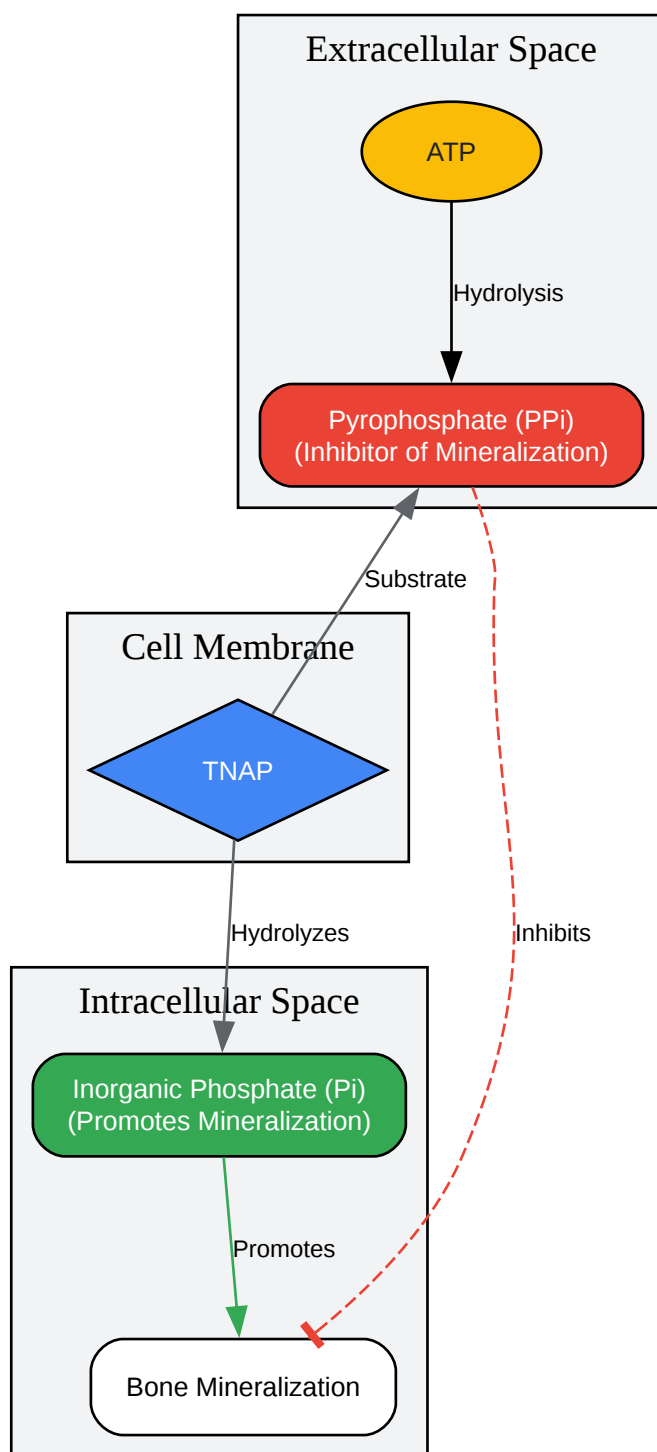 Extracellular Space
ATP
Hydrolysis
Pyrophosphate (PPi)
(Inhibitor of Mineralization)
Substrate
Cell Membrane
TNAP
Hydrolyzes
Inhibits
Intracellular Space
Inorganic Phosphate (Pi)
(Promotes Mineralization)
Promotes
Bone Mineralization